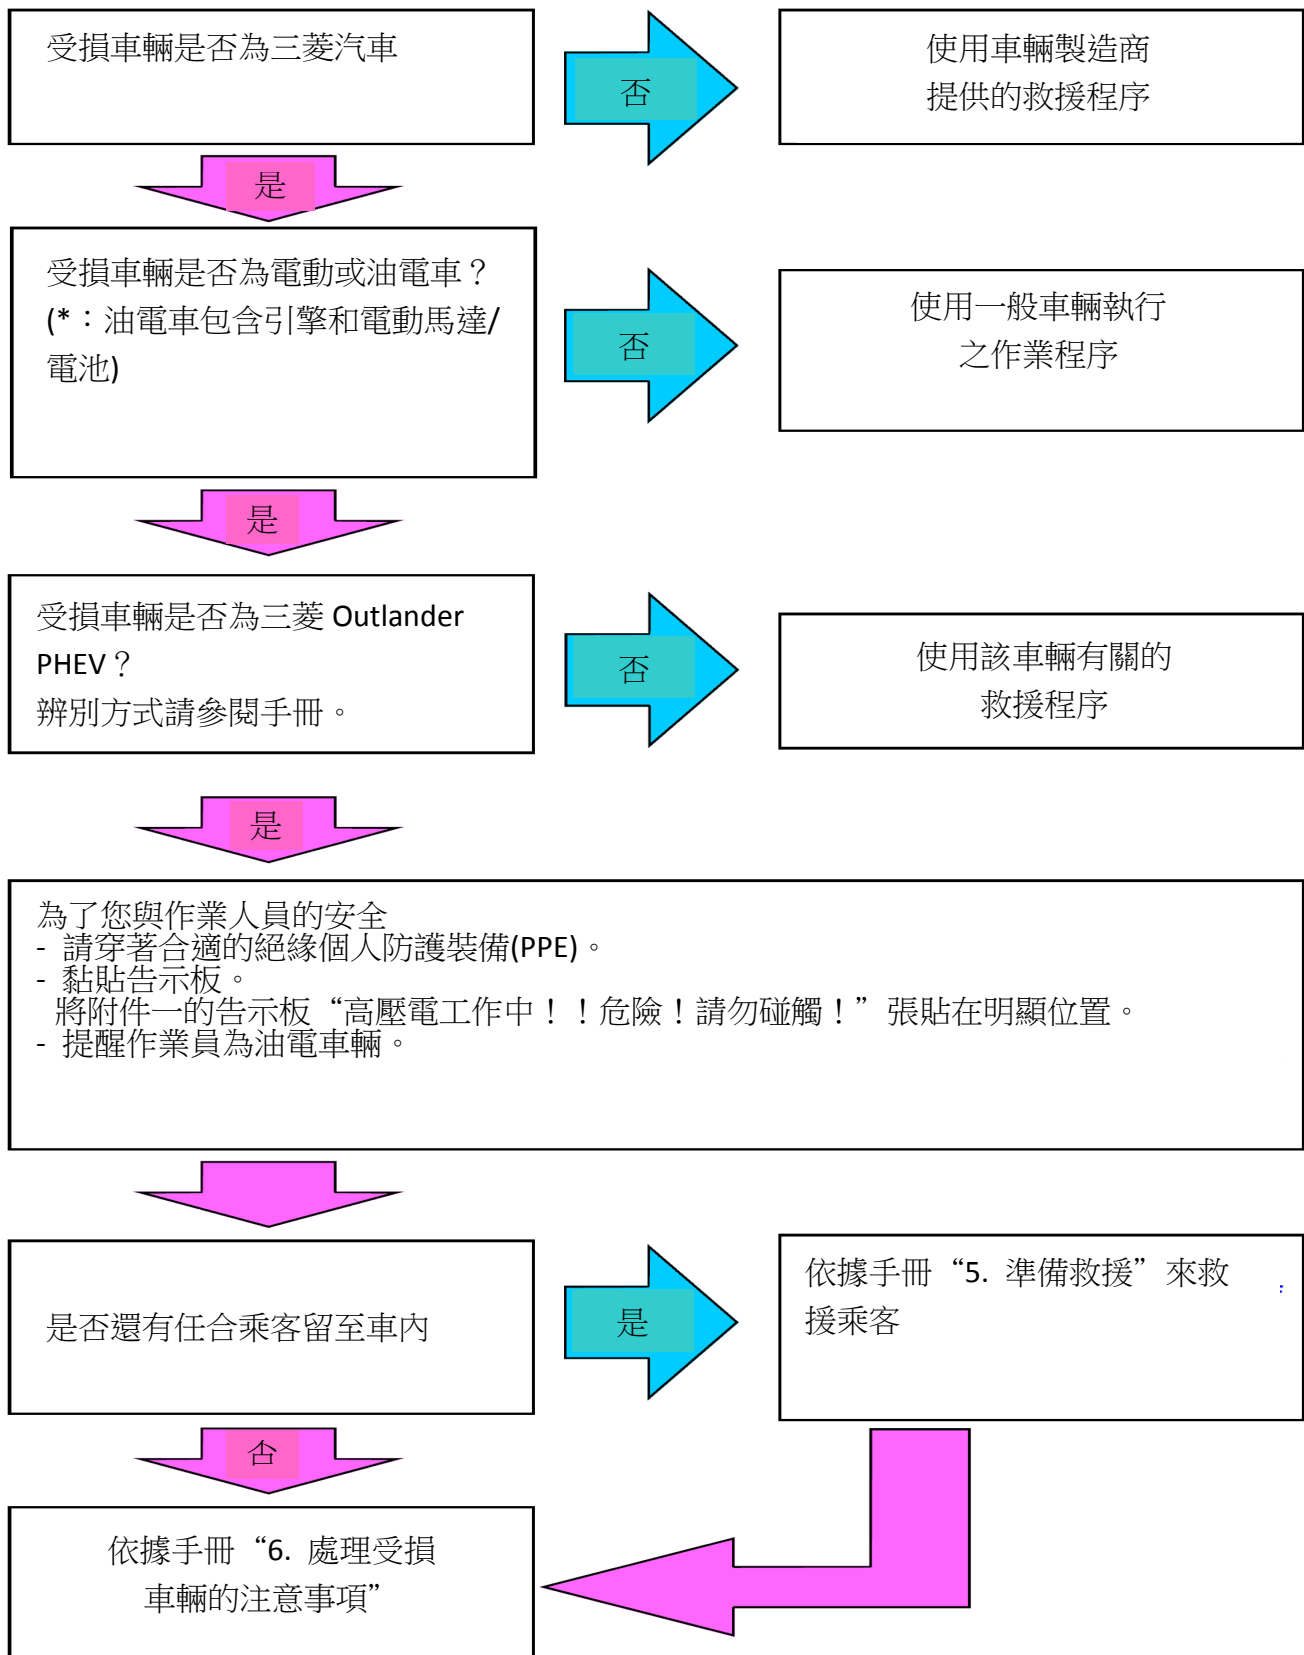 受損車輛是否為三菱汽車
否
使用車輛製造商
提供的救援程序
是
受損車輛是否為電動或油電車？
(*：油電車包含引擎和電動馬達/
電池)
否
使用一般車輛執行
之作業程序
是
受損車輛是否為三菱 Outlander
PHEV？
辨別方式請參閱手冊。
否
使用該車輛有關的
救援程序
是
為了您與作業人員的安全
- 請穿著合適的絕緣個人防護裝備(PPE)。
- 黏貼告示板。
將附件一的告示板“高壓電工作中！！危險！請勿碰觸！”張貼在明顯位置。
- 提醒作業員為油電車輛。
是否還有任合乘客留至車內
是
依據手冊“5. 準備救援”來救
援乘客
否
依據手冊“6. 處理受損
車輛的注意事項”